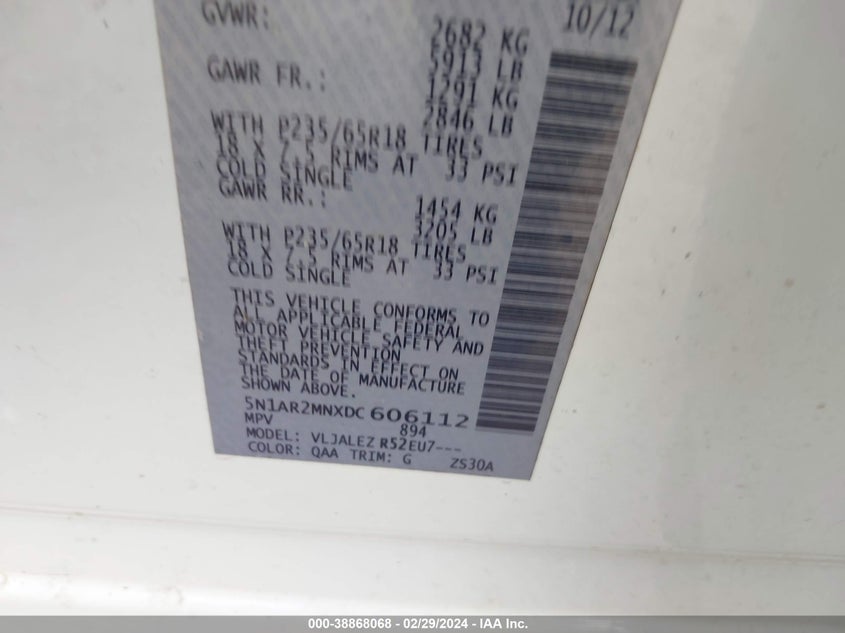 GVWR: 10/12
2682 KG
5913 LB
GAWR FR.: 1291 KG
2846 LB
WITH P235/65R18 TIRES
18 X 7.5 RIMS AT 33 PSI
COLD SINGLE
GAWR RR.: 1454 KG
3205 LB
WITH P235/65R18 TIRES
18 X 7.5 RIMS AT 33 PSI
COLD SINGLE
THIS VEHICLE CONFORMS TO
ALL APPLICABLE FEDERAL
MOTOR VEHICLE SAFETY AND
THEFT PREVENTION
STANDARDS IN EFFECT ON
THE DATE OF MANUFACTURE
SHOWN ABOVE.
5N1AR2MNXDC 606112
MPV 894
MODEL: VLJALEZ R52EU7---
COLOR: QAA TRIM: G ZS30A
000-38868068 - 02/29/2024 - IAA Inc.